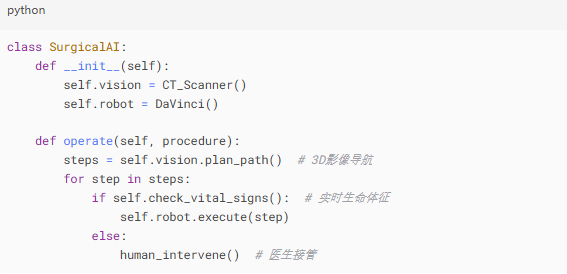 python
class SurgicalAI:
    def __init__(self):
        self.vision = CT_Scanner()
        self.robot = DaVinci()
    def operate(self, procedure):
        steps = self.vision.plan_path()  # 3D影像导航
        for step in steps:
            if self.check_vital_signs():  # 实时生命体征
                self.robot.execute(step)
            else:
                human_intervene()  # 医生接管